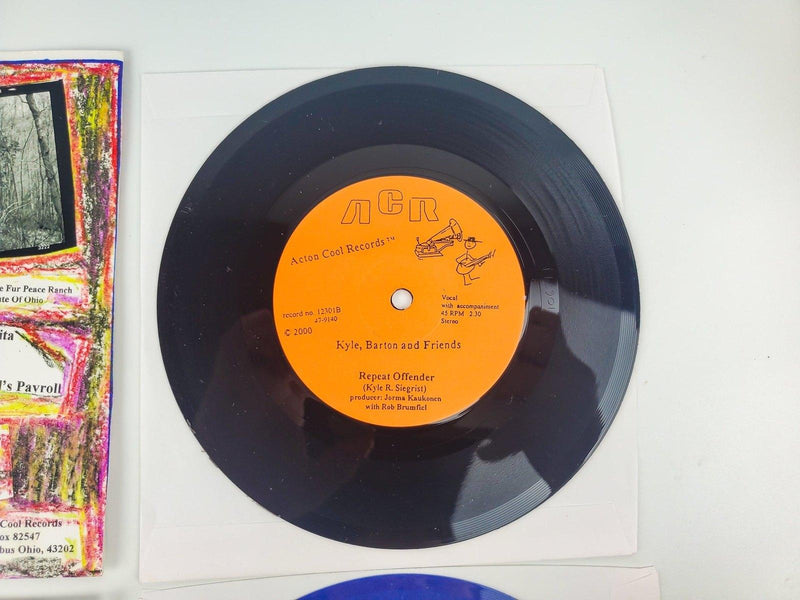 e Fur Peace Ranch
te Of Ohio
ita
l's Payroll
Cool Records
ox 82547
bus Ohio, 43202
ACR
Acton Cool Records™
record no. 12301B
47-9140
© 2000
Vocal
with accompaniment
45 RPM 2:30
Stereo
Kyle, Barton and Friends
Repeat Offender
(Kyle R. Siegrist)
producer: Jorma Kaukonen
with Rob Brumfiel